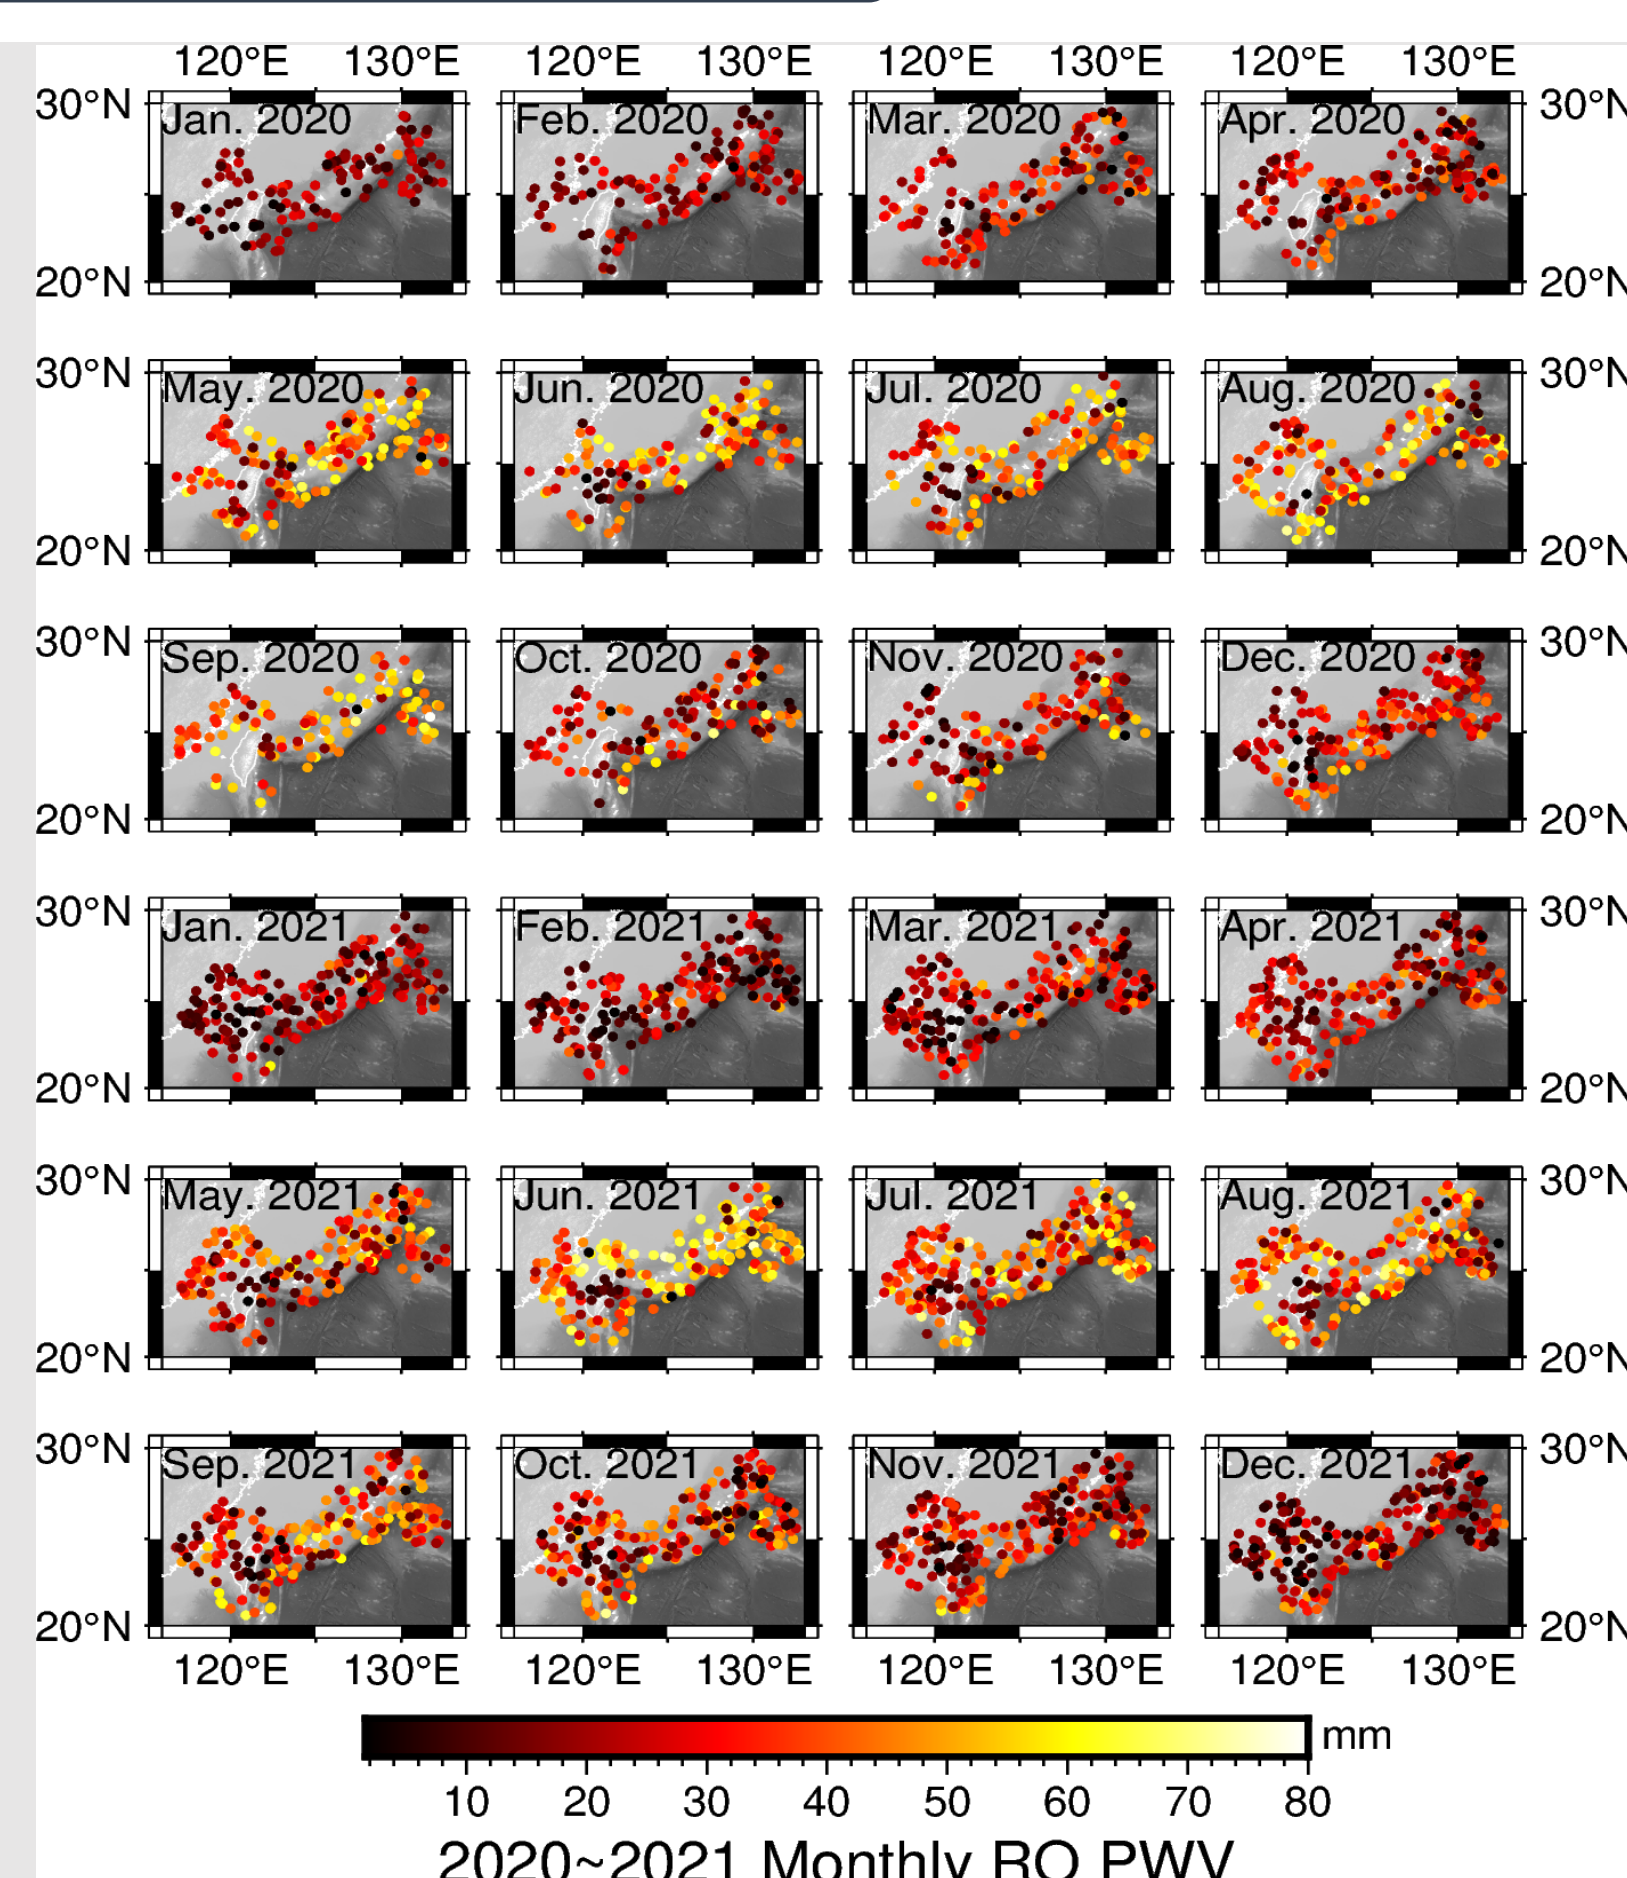 120°E 130°E 120°E 130°E 120°E 130°E 120°E 130°E
30°N Jan. 2020 Feb. 2020 Mar. 2020 Apr. 2020 30°N
20°N 20°N
30°N May. 2020 Jun. 2020 Jul. 2020 Aug. 2020 30°N
20°N 20°N
30°N Sep. 2020 Oct. 2020 Nov. 2020 Dec. 2020 30°N
20°N 20°N
30°N Jan. 2021 Feb. 2021 Mar. 2021 Apr. 2021 30°N
20°N 20°N
30°N May. 2021 Jun. 2021 Jul. 2021 Aug. 2021 30°N
20°N 20°N
30°N Sep. 2021 Oct. 2021 Nov. 2021 Dec. 2021 30°N
20°N 20°N
120°E 130°E 120°E 130°E 120°E 130°E 120°E 130°E
mm
10 20 30 40 50 60 70 80
2020~2021 Monthly RO PWV